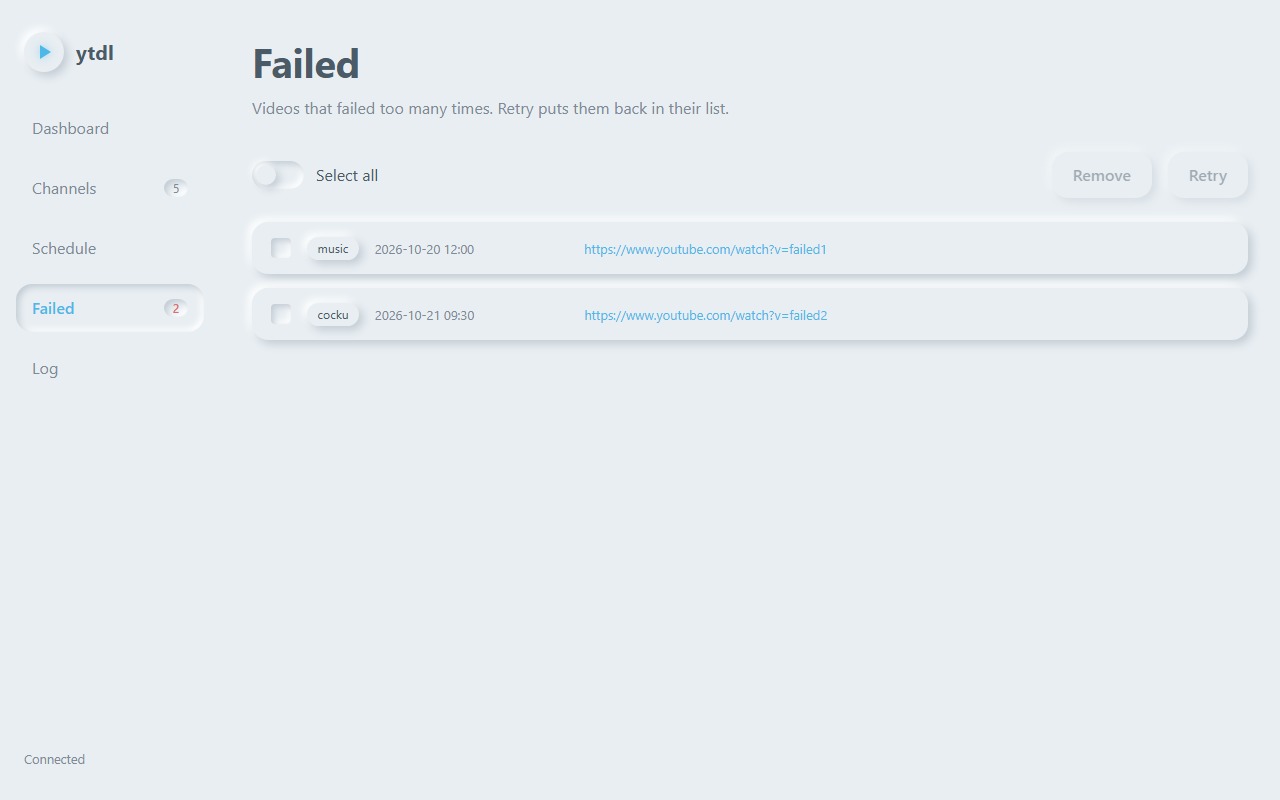 ytdl
Dashboard
Channels 5
Schedule
Failed 2
Log
Connected
Failed
Videos that failed too many times. Retry puts them back in their list.
Select all
Remove
Retry
music 2026-10-20 12:00 https://www.youtube.com/watch?v=failed1
cocku 2026-10-21 09:30 https://www.youtube.com/watch?v=failed2